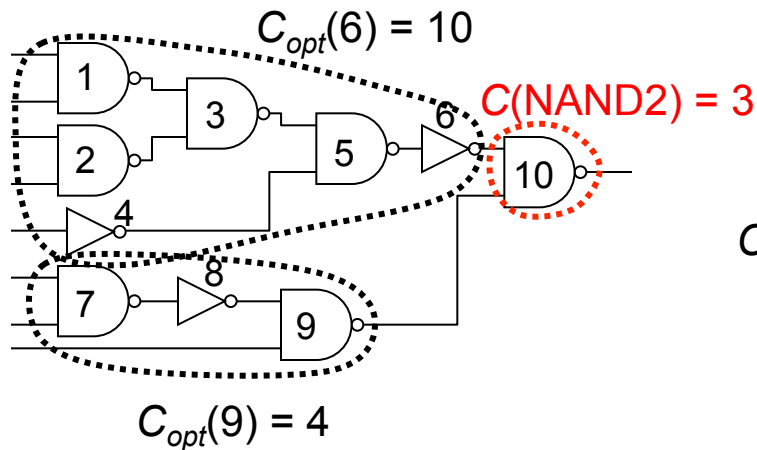 C_opt(6) = 10
C(NAND2) = 3
1
2
3
4
5
6
10
C
7
8
9
C_opt(9) = 4